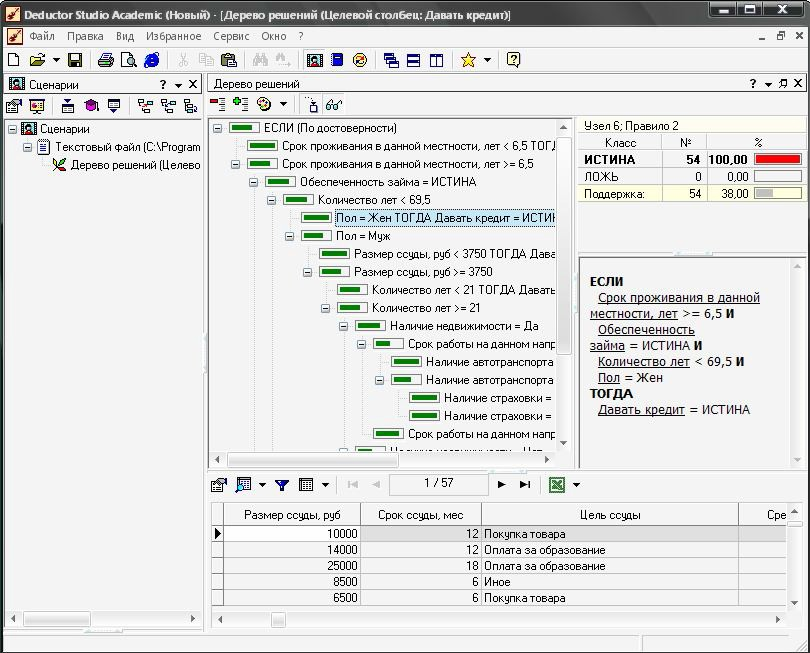 Deductor Studio Academic (Новый) - [Дерево решений (Целевой столбец: Давать кредит)]
Файл Правка Вид Избранное Сервис Окно ?
Сценарии
Дерево решений
Сценарии
Текстовый файл (C:\Program
Дерево решений (Целево
ЕСЛИ (По достоверности)
Срок проживания в данной местности, лет < 6,5 ТОГД
Срок проживания в данной местности, лет >= 6,5
Обеспеченность займа = ИСТИНА
Количество лет < 69,5
Пол = Жен ТОГДА Давать кредит = ИСТИН
Пол = Муж
Размер ссуды, руб < 3750 ТОГДА Дава
Размер ссуды, руб >= 3750
Количество лет < 21 ТОГДА Давать
Количество лет >= 21
Наличие недвижимости = Да
Срок работы на данном напр
Наличие автотранспорта
Наличие автотранспорта
Наличие страховки =
Наличие страховки =
Срок работы на данном напр
Узел 6; Правило 2
Класс № %
ИСТИНА 54 100,00
ЛОЖЬ 0 0,00
Поддержка: 54 38,00
ЕСЛИ
Срок проживания в данной
местности, лет >= 6,5 И
Обеспеченность
займа = ИСТИНА И
Количество лет < 69,5 И
Пол = Жен
ТОГДА
Давать кредит = ИСТИНА
1 / 57
Размер ссуды, руб Срок ссуды, мес Цель ссуды Сре
10000 12 Покупка товара
14000 12 Оплата за образование
25000 18 Оплата за образование
8500 6 Иное
6500 6 Покупка товара